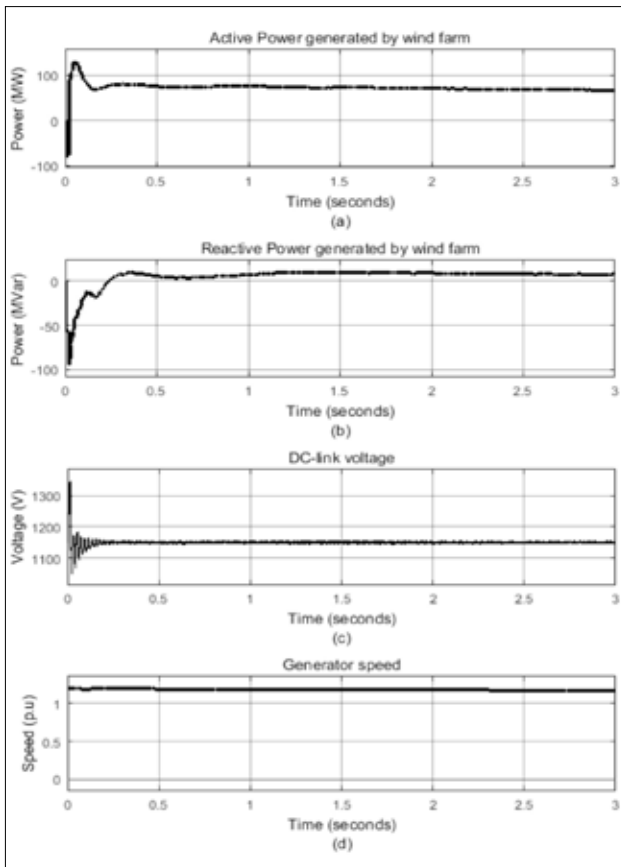 Active Power generated by wind farm
Power (MW)
100
0
-100
0 0.5 1 1.5 2 2.5 3
Time (seconds)
(a)
Reactive Power generated by wind farm
Power (MVar)
0
-50
-100
0 0.5 1 1.5 2 2.5 3
Time (seconds)
(b)
DC-link voltage
Voltage (V)
1300
1200
1100
0 0.5 1 1.5 2 2.5 3
Time (seconds)
(c)
Generator speed
Speed (p.u)
1
0.5
0
0 0.5 1 1.5 2 2.5 3
Time (seconds)
(d)